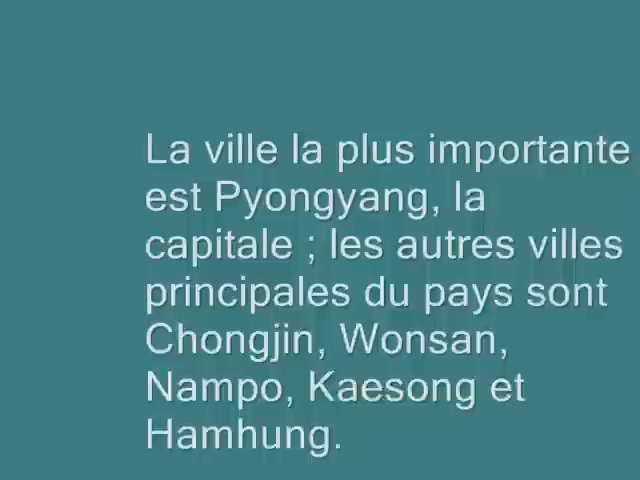 La ville la plus importante
est Pyongyang, la
capitale ; les autres villes
principales du pays sont
Chongjin, Wonsan,
Nampo, Kaesong et
Hamhung.